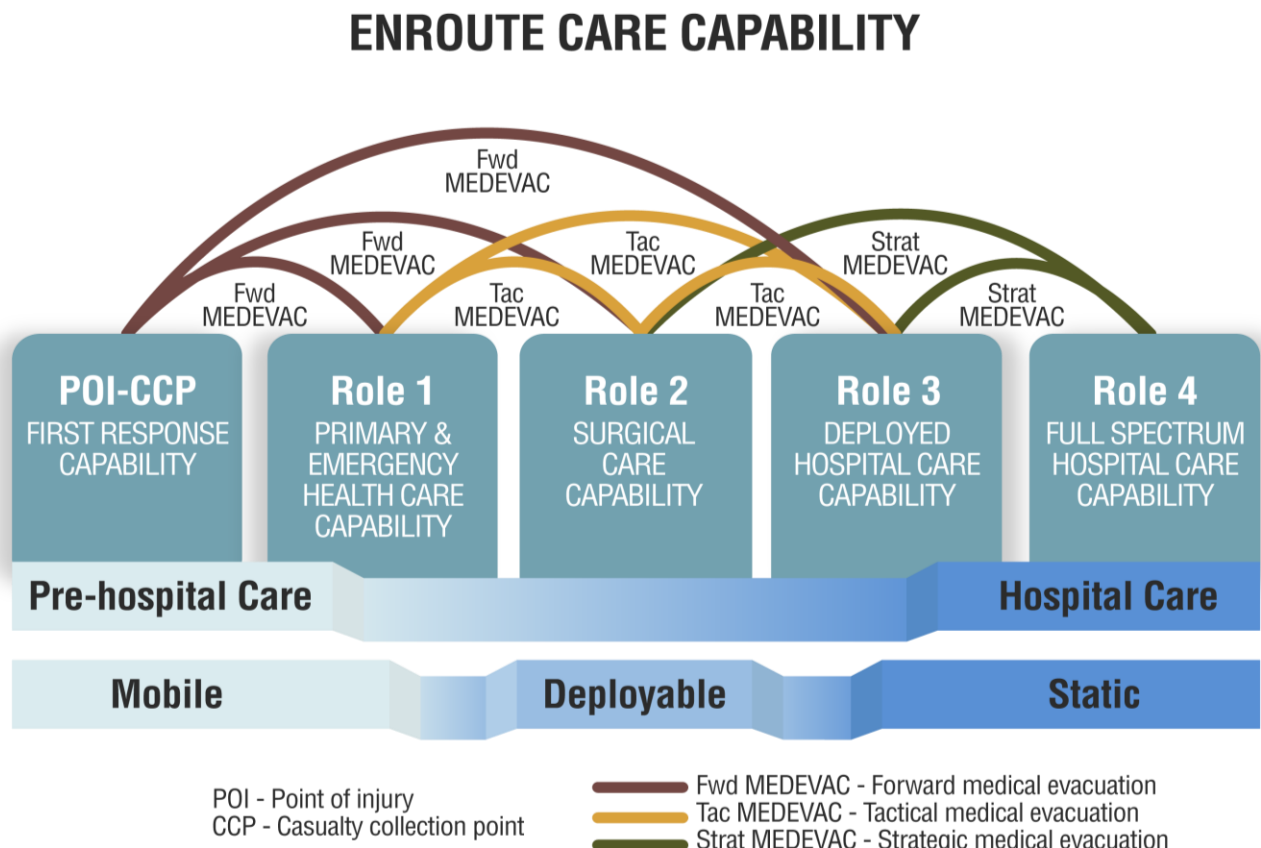 ENROUTE CARE CAPABILITY
Fwd
MEDEVAC
Fwd
MEDEVAC
Tac
MEDEVAC
Strat
MEDEVAC
Fwd
MEDEVAC
Tac
MEDEVAC
Tac
MEDEVAC
Strat
MEDEVAC
POI-CCP
FIRST RESPONSE
CAPABILITY
Role 1
PRIMARY &
EMERGENCY
HEALTH CARE
CAPABILITY
Role 2
SURGICAL
CARE
CAPABILITY
Role 3
DEPLOYED
HOSPITAL CARE
CAPABILITY
Role 4
FULL SPECTRUM
HOSPITAL CARE
CAPABILITY
Pre-hospital Care
Hospital Care
Mobile
Deployable
Static
POI - Point of injury
CCP - Casualty collection point
Fwd MEDEVAC - Forward medical evacuation
Tac MEDEVAC - Tactical medical evacuation
Strat MEDEVAC - Strategic medical evacuation